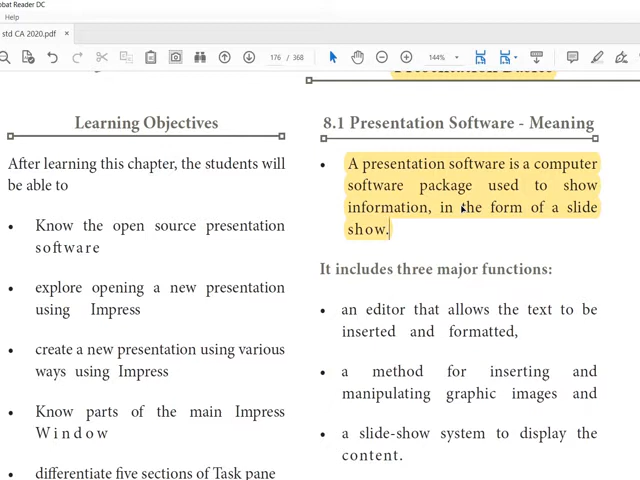 obat Reader DC
Help
std CA 2020.pdf ×
176 / 368
144%
Presentation Basics
Learning Objectives
After learning this chapter, the students will
be able to
• Know the open source presentation
software
• explore opening a new presentation
using Impress
• create a new presentation using various
ways using Impress
• Know parts of the main Impress
Window
• differentiate five sections of Task pane
8.1 Presentation Software - Meaning
• A presentation software is a computer
software package used to show
information, in the form of a slide
show.
It includes three major functions:
• an editor that allows the text to be
inserted and formatted,
• a method for inserting and
manipulating graphic images and
• a slide-show system to display the
content.